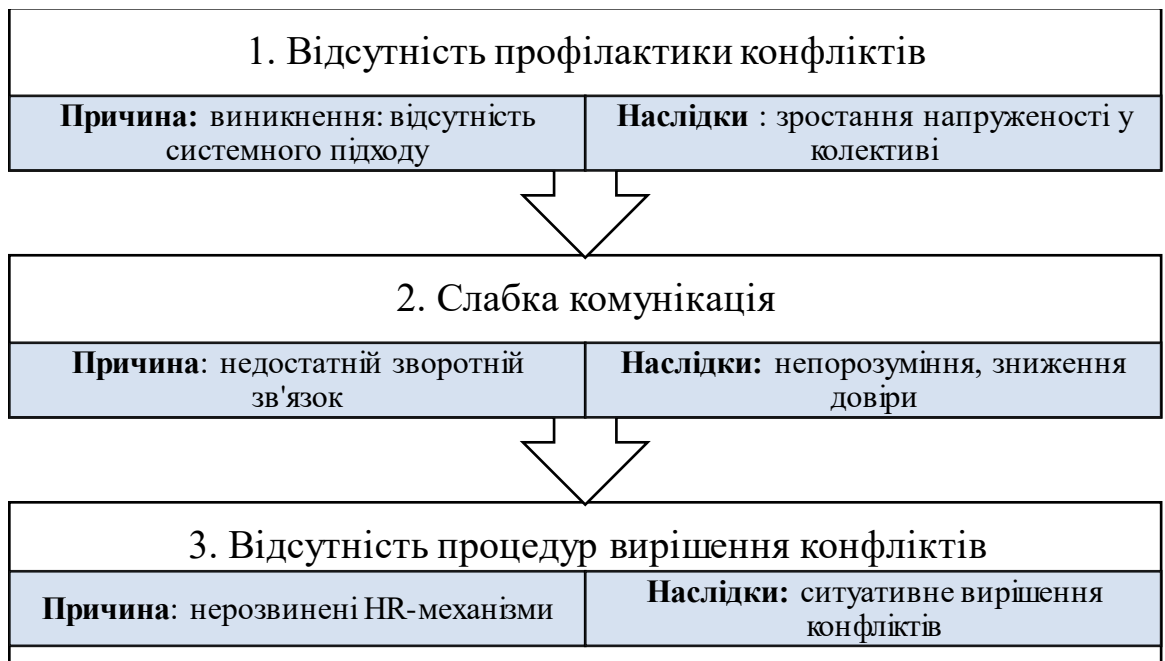 1. Відсутність профілактики конфліктів
Причина: виникнення: відсутність
системного підходу
Наслідки : зростання напруженості у
колективі
2. Слабка комунікація
Причина: недостатній зворотній
зв'язок
Наслідки: непорозуміння, зниження
довіри
3. Відсутність процедур вирішення конфліктів
Причина: нерозвинені HR-механізми
Наслідки: ситуативне вирішення
конфліктів